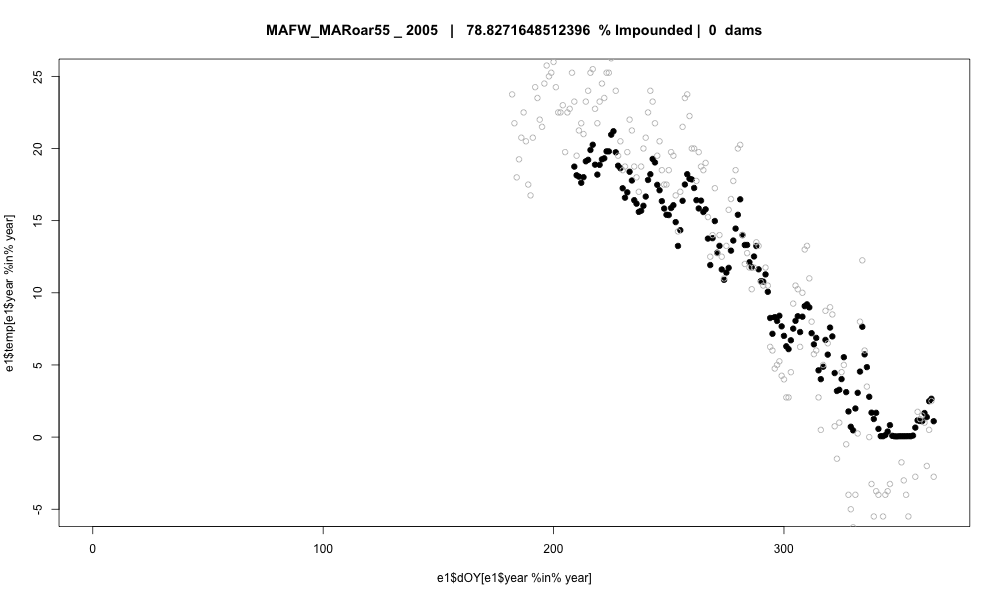 MAFW_MARoar55 _ 2005 | 78.8271648512396 % Impounded | 0 dams
25
20
15
10
5
0
-5
e1$temp[e1$year %in% year]
0 100 200 300
e1$dOY[e1$year %in% year]